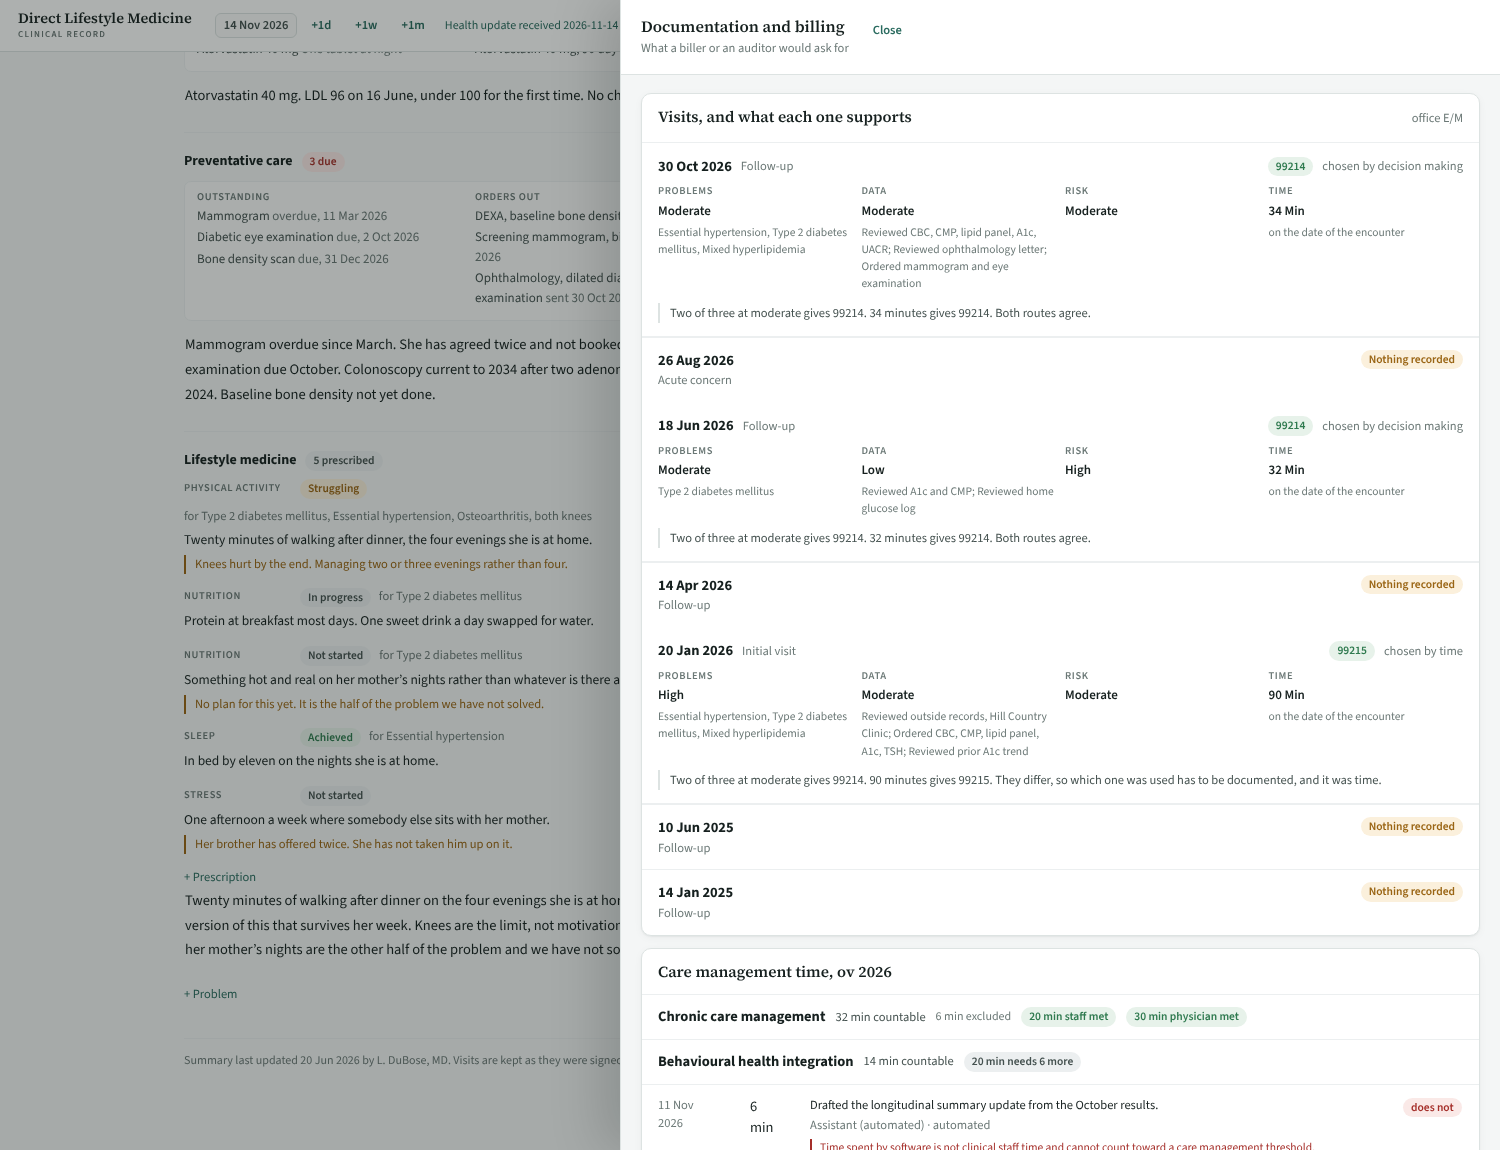 Direct Lifestyle Medicine
CLINICAL RECORD
14 Nov 2026 +1d +1w +1m Health update received 2026-11-14
Atorvastatin 40 mg. LDL 96 on 16 June, under 100 for the first time. No ch
Preventative care 3 due
OUTSTANDING
Mammogram overdue, 11 Mar 2026
Diabetic eye examination due, 2 Oct 2026
Bone density scan due, 31 Dec 2026
ORDERS OUT
DEXA, baseline bone densit
Screening mammogram, b
2026
Ophthalmology, dilated dia
examination sent 30 Oct 20
Mammogram overdue since March. She has agreed twice and not booked
examination due October. Colonoscopy current to 2034 after two adenor
2024. Baseline bone density not yet done.
Lifestyle medicine 5 prescribed
PHYSICAL ACTIVITY Struggling
for Type 2 diabetes mellitus, Essential hypertension, Osteoarthritis, both knees
Twenty minutes of walking after dinner, the four evenings she is at home.
Knees hurt by the end. Managing two or three evenings rather than four.
NUTRITION In progress for Type 2 diabetes mellitus
Protein at breakfast most days. One sweet drink a day swapped for water.
NUTRITION Not started for Type 2 diabetes mellitus
Something hot and real on her mother's nights rather than whatever is there a
No plan for this yet. It is the half of the problem we have not solved.
SLEEP Achieved for Essential hypertension
In bed by eleven on the nights she is at home.
STRESS Not started
One afternoon a week where somebody else sits with her mother.
Her brother has offered twice. She has not taken him up on it.
+ Prescription
Twenty minutes of walking after dinner on the four evenings she is at hor
version of this that survives her week. Knees are the limit, not motivation
her mother's nights are the other half of the problem and we have not so
+ Problem
Summary last updated 20 Jun 2026 by L. DuBose, MD. Visits are kept as they were signed
Documentation and billing Close
What a biller or an auditor would ask for
Visits, and what each one supports office E/M
30 Oct 2026 Follow-up 99214 chosen by decision making
PROBLEMS DATA RISK TIME
Moderate Moderate Moderate 34 Min
Essential hypertension, Type 2 diabetes Reviewed CBC, CMP, lipid panel, A1c, on the date of the encounter
mellitus, Mixed hyperlipidemia UACR; Reviewed ophthalmology letter;
Ordered mammogram and eye
examination
Two of three at moderate gives 99214. 34 minutes gives 99214. Both routes agree.
26 Aug 2026 Nothing recorded
Acute concern
18 Jun 2026 Follow-up 99214 chosen by decision making
PROBLEMS DATA RISK TIME
Moderate Low High 32 Min
Type 2 diabetes mellitus Reviewed A1c and CMP; Reviewed home on the date of the encounter
glucose log
Two of three at moderate gives 99214. 32 minutes gives 99214. Both routes agree.
14 Apr 2026 Nothing recorded
Follow-up
20 Jan 2026 Initial visit 99215 chosen by time
PROBLEMS DATA RISK TIME
High Moderate Moderate 90 Min
Essential hypertension, Type 2 diabetes Reviewed outside records, Hill Country on the date of the encounter
mellitus, Mixed hyperlipidemia Clinic; Ordered CBC, CMP, lipid panel,
A1c, TSH; Reviewed prior A1c trend
Two of three at moderate gives 99214. 90 minutes gives 99215. They differ, so which one was used has to be documented, and it was time.
10 Jun 2025 Nothing recorded
Follow-up
14 Jan 2025 Nothing recorded
Follow-up
Care management time, ov 2026
Chronic care management 32 min countable 6 min excluded 20 min staff met 30 min physician met
Behavioural health integration 14 min countable 20 min needs 6 more
11 Nov 6 Drafted the longitudinal summary update from the October results. does not
2026 min Assistant (automated) · automated
Time spent by software is not clinical staff time and cannot count toward a care management threshold